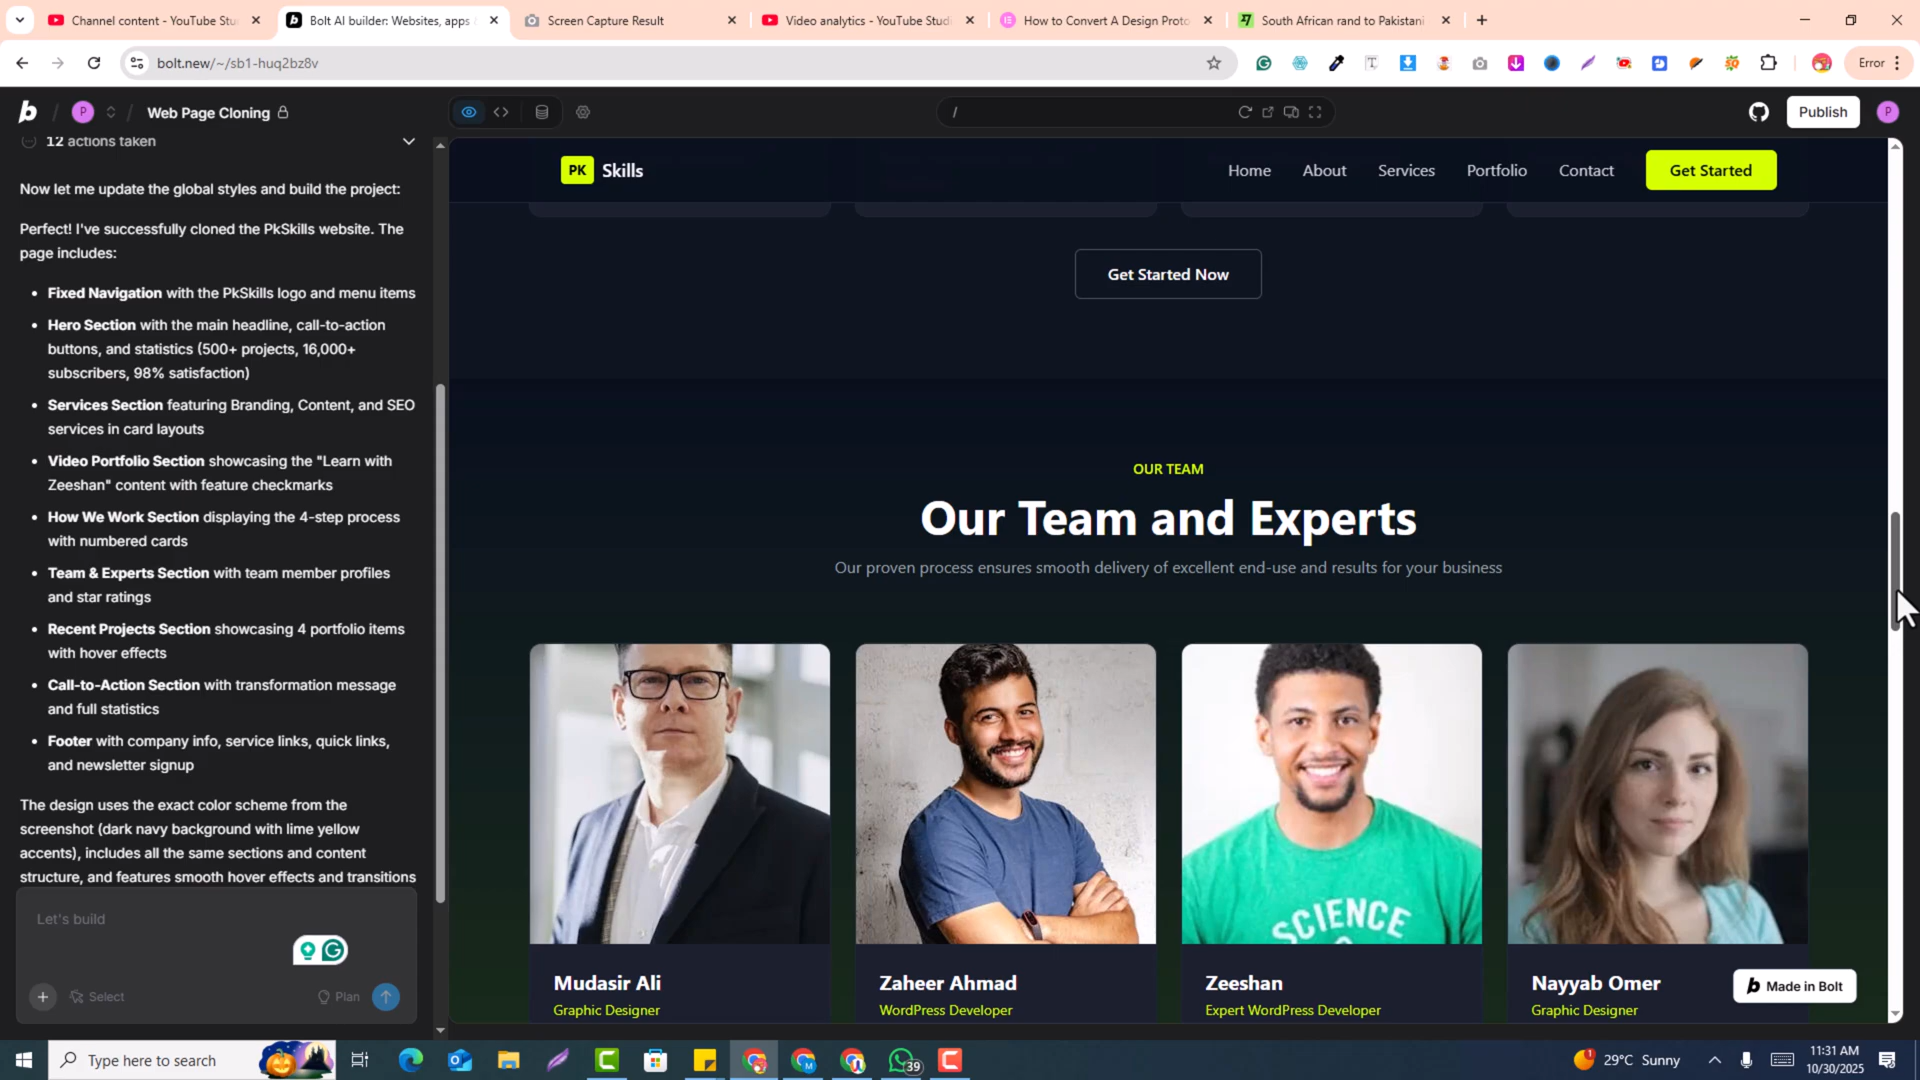 Channel content - YouTube Stu
Bolt AI builder: Websites, apps
Screen Capture Result
Video analytics - YouTube Studi
How to Convert A Design Proto
South African rand to Pakistani
bolt.new/~/sb1-huq2bz8v
Error
b
P
Web Page Cloning
/
Publish
P
12 actions taken
Now let me update the global styles and build the project:
Perfect! I've successfully cloned the PkSkills website. The
page includes:
• Fixed Navigation with the PkSkills logo and menu items
• Hero Section with the main headline, call-to-action
buttons, and statistics (500+ projects, 16,000+
subscribers, 98% satisfaction)
• Services Section featuring Branding, Content, and SEO
services in card layouts
• Video Portfolio Section showcasing the "Learn with
Zeeshan" content with feature checkmarks
• How We Work Section displaying the 4-step process
with numbered cards
• Team & Experts Section with team member profiles
and star ratings
• Recent Projects Section showcasing 4 portfolio items
with hover effects
• Call-to-Action Section with transformation message
and full statistics
• Footer with company info, service links, quick links,
and newsletter signup
The design uses the exact color scheme from the
screenshot (dark navy background with lime yellow
accents), includes all the same sections and content
structure, and features smooth hover effects and transitions
Let's build
Select
Plan
PK Skills
Home
About
Services
Portfolio
Contact
Get Started
Get Started Now
OUR TEAM
Our Team and Experts
Our proven process ensures smooth delivery of excellent end-use and results for your business
SCIENCE
Mudasir Ali
Graphic Designer
Zaheer Ahmad
WordPress Developer
Zeeshan
Expert WordPress Developer
Nayyab Omer
Graphic Designer
b Made in Bolt
Type here to search
39
29°C Sunny
11:31 AM
10/30/2025